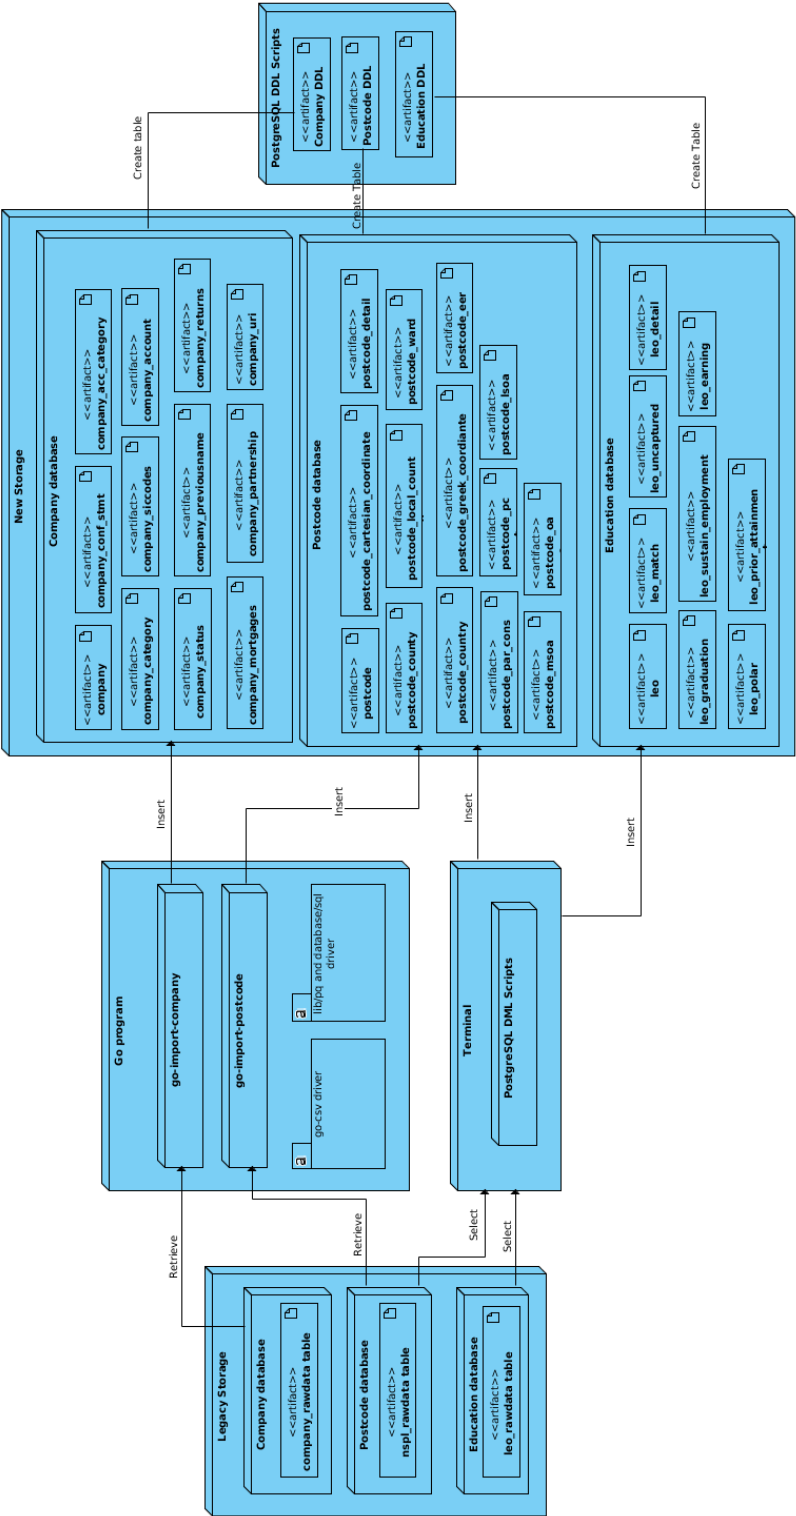 Legacy Storage
Company database
<<artifact>>
company_rawdata table
Postcode database
<<artifact>>
nspl_rawdata table
Education database
<<artifact>>
leo_rawdata table
Retrieve
Retrieve
Select
Select
Go program
go-import-company
go-import-postcode
go-csv driver
lib/pq and database/sql
driver
Terminal
PostgreSQL DML Scripts
Insert
Insert
Insert
Insert
New Storage
Company database
<<artifact>>
company
<<artifact>>
company_conf_stmt
<<artifact>>
company_acc_category
<<artifact>>
company_category
<<artifact>>
company_siccodes
<<artifact>>
company_account
<<artifact>>
company_status
<<artifact>>
company_previousname
<<artifact>>
company_returns
<<artifact>>
company_mortgages
<<artifact>>
company_partnership
<<artifact>>
company_uri
Postcode database
<<artifact>>
postcode
<<artifact>>
postcode_cartesian_coordinate
<<artifact>>
postcode_detail
<<artifact>>
postcode_county
<<artifact>>
postcode_local_count
<<artifact>>
postcode_ward
<<artifact>>
postcode_country
<<artifact>>
postcode_greek_coordiante
<<artifact>>
postcode_eer
<<artifact>>
postcode_par_cons
<<artifact>>
postcode_pc
<<artifact>>
postcode_lsoa
<<artifact>>
postcode_msoa
<<artifact>>
postcode_oa
Education database
<<artifact>>
leo
<<artifact>>
leo_match
<<artifact>>
leo_uncaptured
<<artifact>>
leo_detail
<<artifact>>
leo_graduation
<<artifact>>
leo_sustain_employment
<<artifact>>
leo_earning
<<artifact>>
leo_polar
<<artifact>>
leo_prior_attainmen
Create table
Create Table
Create Table
PostgreSQL DDL Scripts
<<artifact>>
Company DDL
<<artifact>>
Postcode DDL
<<artifact>>
Education DDL